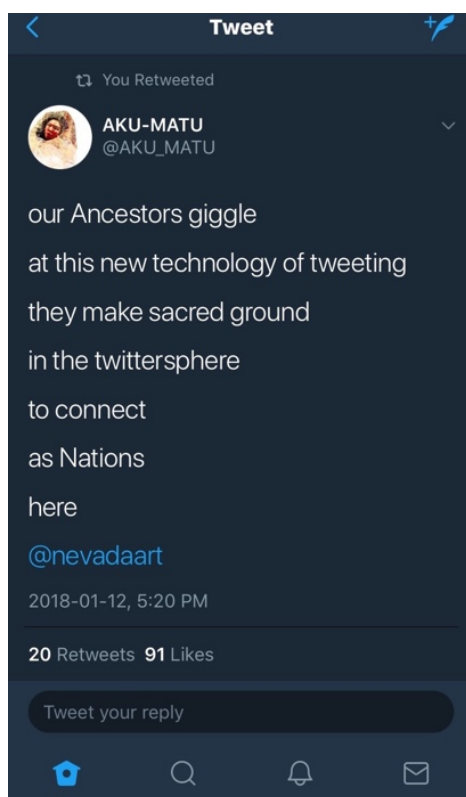 Tweet
You Retweeted
AKU-MATU
@AKU_MATU
our Ancestors giggle
at this new technology of tweeting
they make sacred ground
in the twittersphere
to connect
as Nations
here
@nevadaart
2018-01-12, 5:20 PM
20 Retweets 91 Likes
Tweet your reply